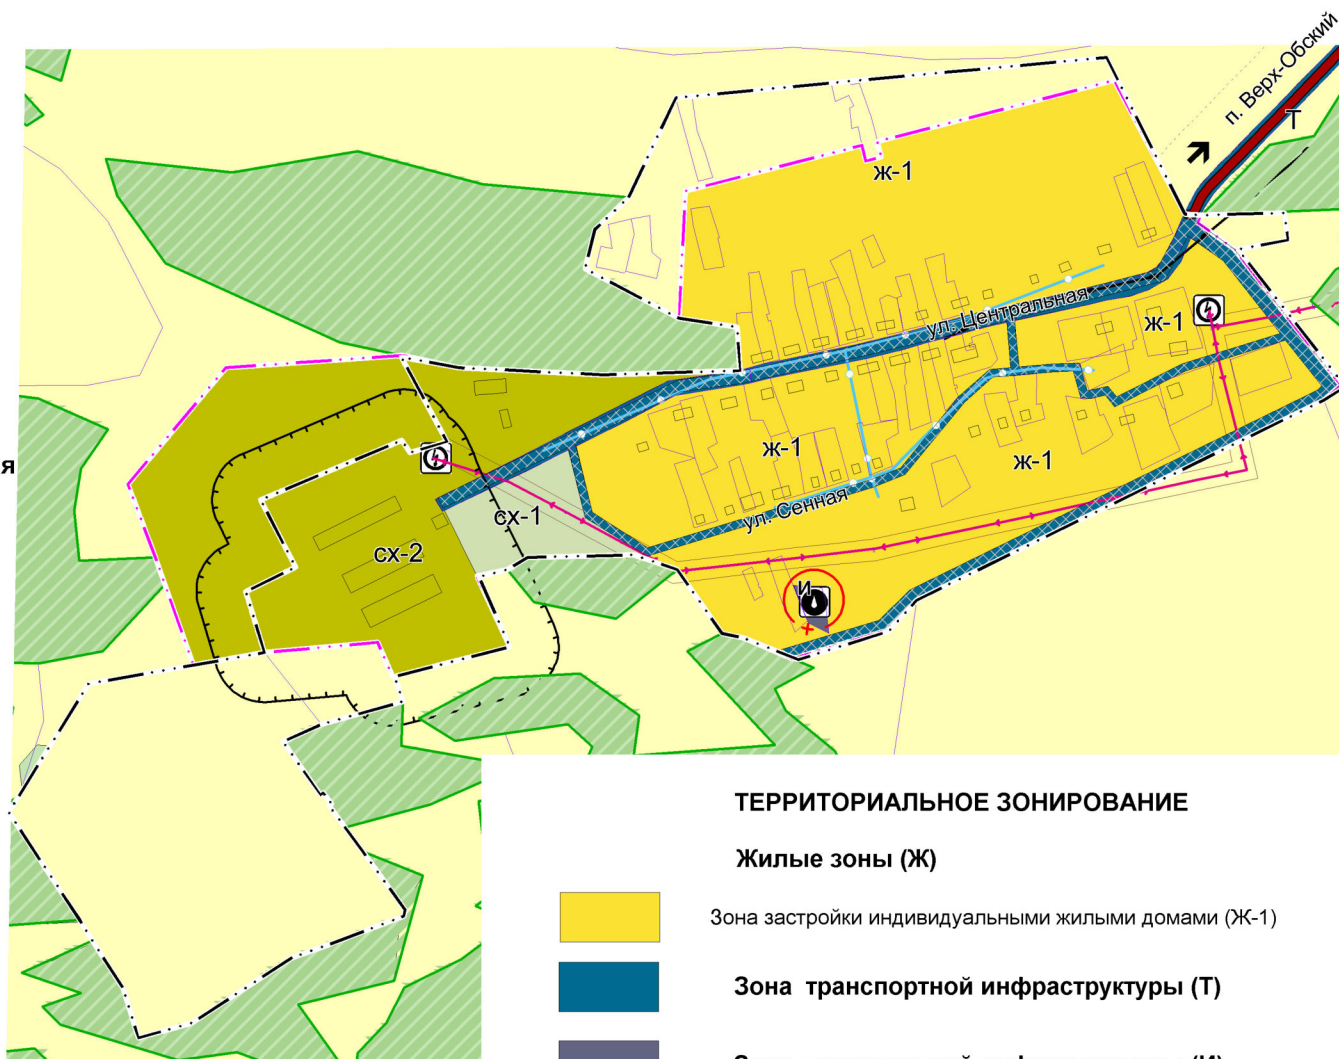 п. Верх-Обский
Т
ж-1
ул. Центральная
ж-1
я
ж-1
ж-1
сх-1
ул. Сенная
сх-2
и
ТЕРРИТОРИАЛЬНОЕ ЗОНИРОВАНИЕ
Жилые зоны (Ж)
Зона застройки индивидуальными жилыми домами (Ж-1)
Зона транспортной инфраструктуры (Т)